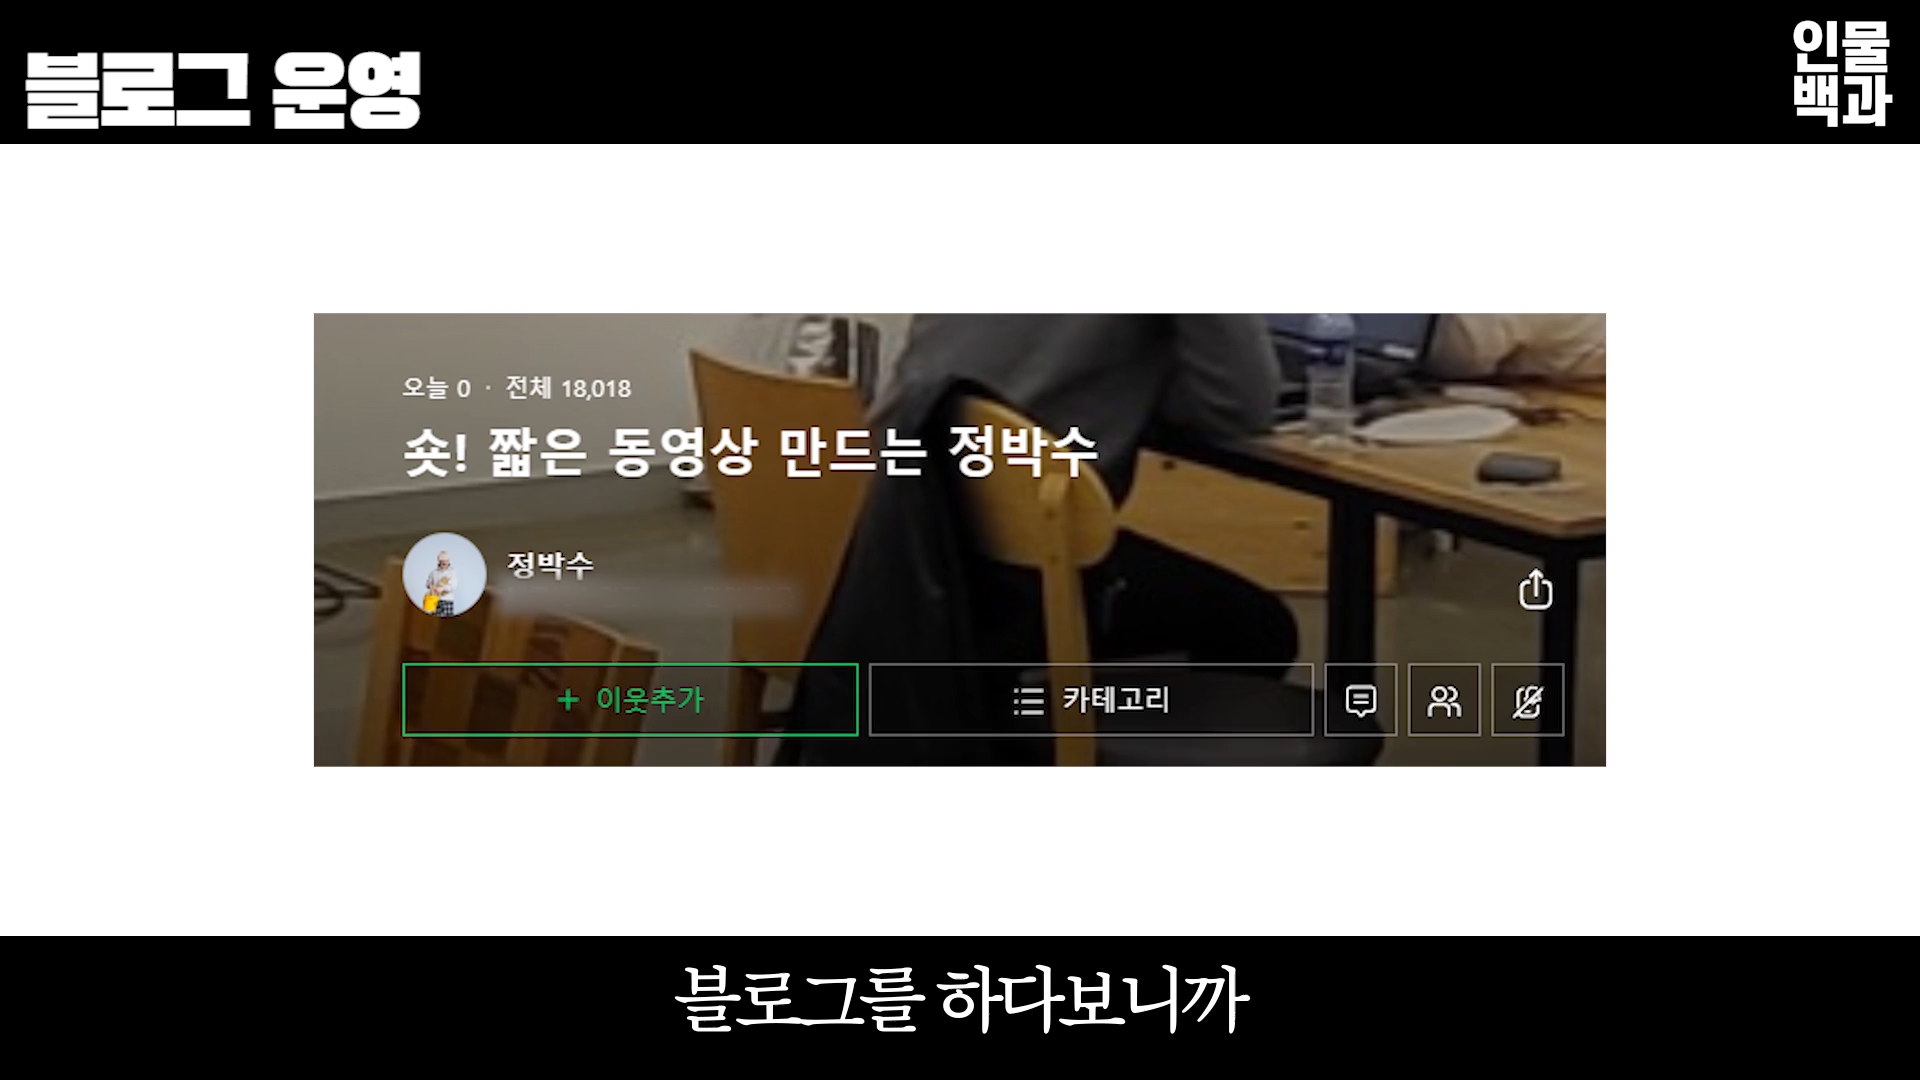 블로그 운영
인물
백과
오늘 0 · 전체 18,018
숏! 짧은 동영상 만드는 정박수
정박수
+ 이웃추가
카테고리
블로그를 하다보니까